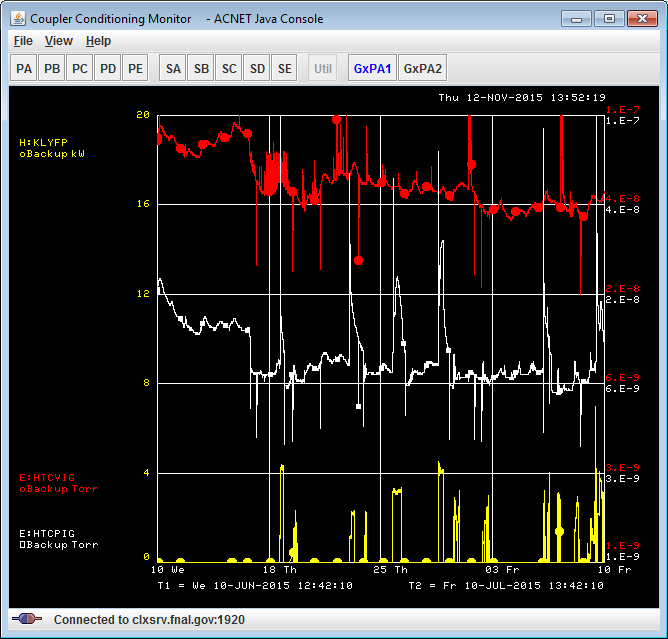 Coupler Conditioning Monitor - ACNET Java Console
File View Help
PA PB PC PD PE SA SB SC SD SE Util GxPA1 GxPA2
Thu 12-NOV-2015 13:52:19
H:KLYFP
oBackup kW
E:HTCVIG
oBackup Torr
E:HTCPIG
□Backup Torr
20
16
12
8
4
0
1.E-7
1.E-7
4.E-8
4.E-8
2.E-8
2.E-8
6.E-9
6.E-9
3.E-9
3.E-9
1.E-9
1.E-9
10 We 18 Th 25 Th 03 Fr 10 Fr
T1 = We 10-JUN-2015 12:42:10 T2 = Fr 10-JUL-2015 13:42:10
Connected to clxsrv.fnal.gov:1920